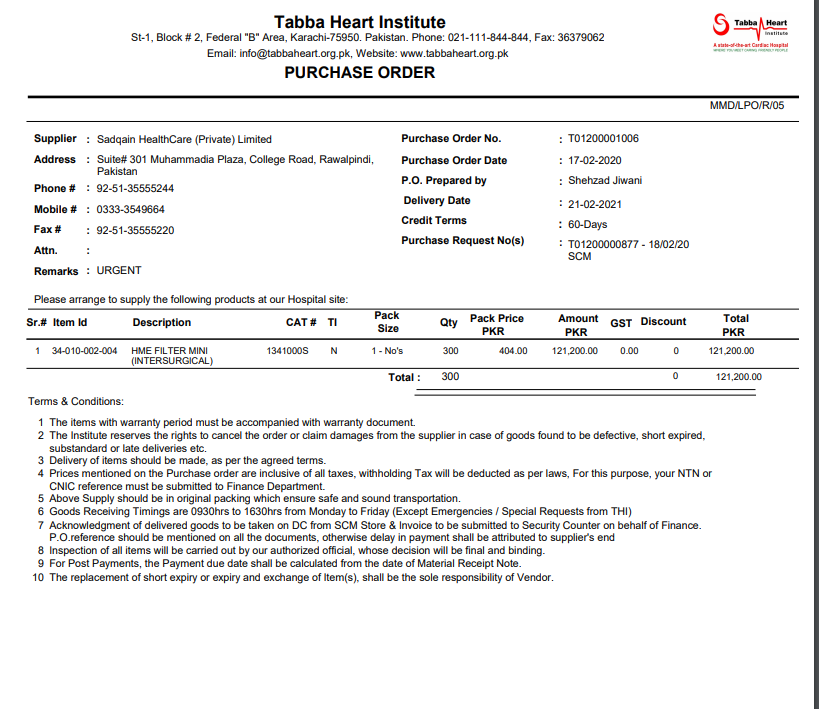 Tabba Heart Institute
St-1, Block # 2, Federal "B" Area, Karachi-75950. Pakistan. Phone: 021-111-844-844, Fax: 36379062
Email: info@tabbaheart.org.pk, Website: www.tabbaheart.org.pk
PURCHASE ORDER
Tabba Heart
Institute
A state-of-the-art Cardiac Hospital
MMD/LPO/R/05
Supplier : Sadqain HealthCare (Private) Limited
Address : Suite# 301 Muhammadia Plaza, College Road, Rawalpindi,
Pakistan
Phone # : 92-51-35555244
Mobile # : 0333-3549664
Fax # : 92-51-35555220
Attn. :
Remarks : URGENT
Purchase Order No. : T01200001006
Purchase Order Date : 17-02-2020
P.O. Prepared by : Shehzad Jiwani
Delivery Date : 21-02-2021
Credit Terms : 60-Days
Purchase Request No(s) : T01200000877 - 18/02/20
SCM
Please arrange to supply the following products at our Hospital site:
Sr.# Item Id Description CAT # TI Pack Size Qty Pack Price PKR Amount PKR GST Discount Total PKR
1 34-010-002-004 HME FILTER MINI 1341000S N 1 - No's 300 404.00 121,200.00 0.00 0 121,200.00
(INTERSURGICAL)
Total : 300 0 121,200.00
Terms & Conditions:
1 The items with warranty period must be accompanied with warranty document.
2 The Institute reserves the rights to cancel the order or claim damages from the supplier in case of goods found to be defective, short expired,
substandard or late deliveries etc.
3 Delivery of items should be made, as per the agreed terms.
4 Prices mentioned on the Purchase order are inclusive of all taxes, withholding Tax will be deducted as per laws, For this purpose, your NTN or
CNIC reference must be submitted to Finance Department.
5 Above Supply should be in original packing which ensure safe and sound transportation.
6 Goods Receiving Timings are 0930hrs to 1630hrs from Monday to Friday (Except Emergencies / Special Requests from THI)
7 Acknowledgment of delivered goods to be taken on DC from SCM Store & Invoice to be submitted to Security Counter on behalf of Finance.
P.O.reference should be mentioned on all the documents, otherwise delay in payment shall be attributed to supplier's end
8 Inspection of all items will be carried out by our authorized official, whose decision will be final and binding.
9 For Post Payments, the Payment due date shall be calculated from the date of Material Receipt Note.
10 The replacement of short expiry or expiry and exchange of Item(s), shall be the sole responsibility of Vendor.